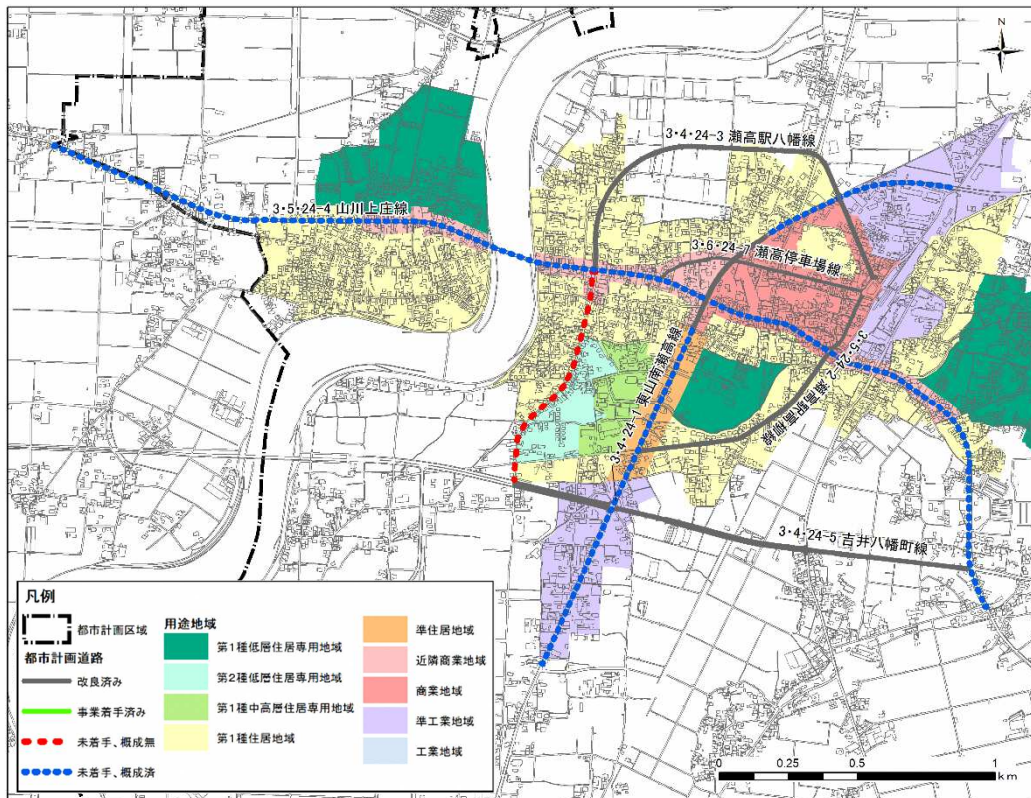 N
3・4・24-3 瀬高駅八幡線
3・5・24-4 山川上庄線
3・6・24-7 瀬高停車場線
3・4・24-1 東山南瀬高線
3・5・24-2 瀬高駅高柳線
3・4・24-5 吉井八幡町線
凡例
都市計画区域
都市計画道路
改良済み
事業着手済み
未着手、概成無
未着手、概成済
用途地域
第1種低層住居専用地域
第2種低層住居専用地域
第1種中高層住居専用地域
第1種住居地域
準住居地域
近隣商業地域
商業地域
準工業地域
工業地域
0 0.25 0.5 1
km